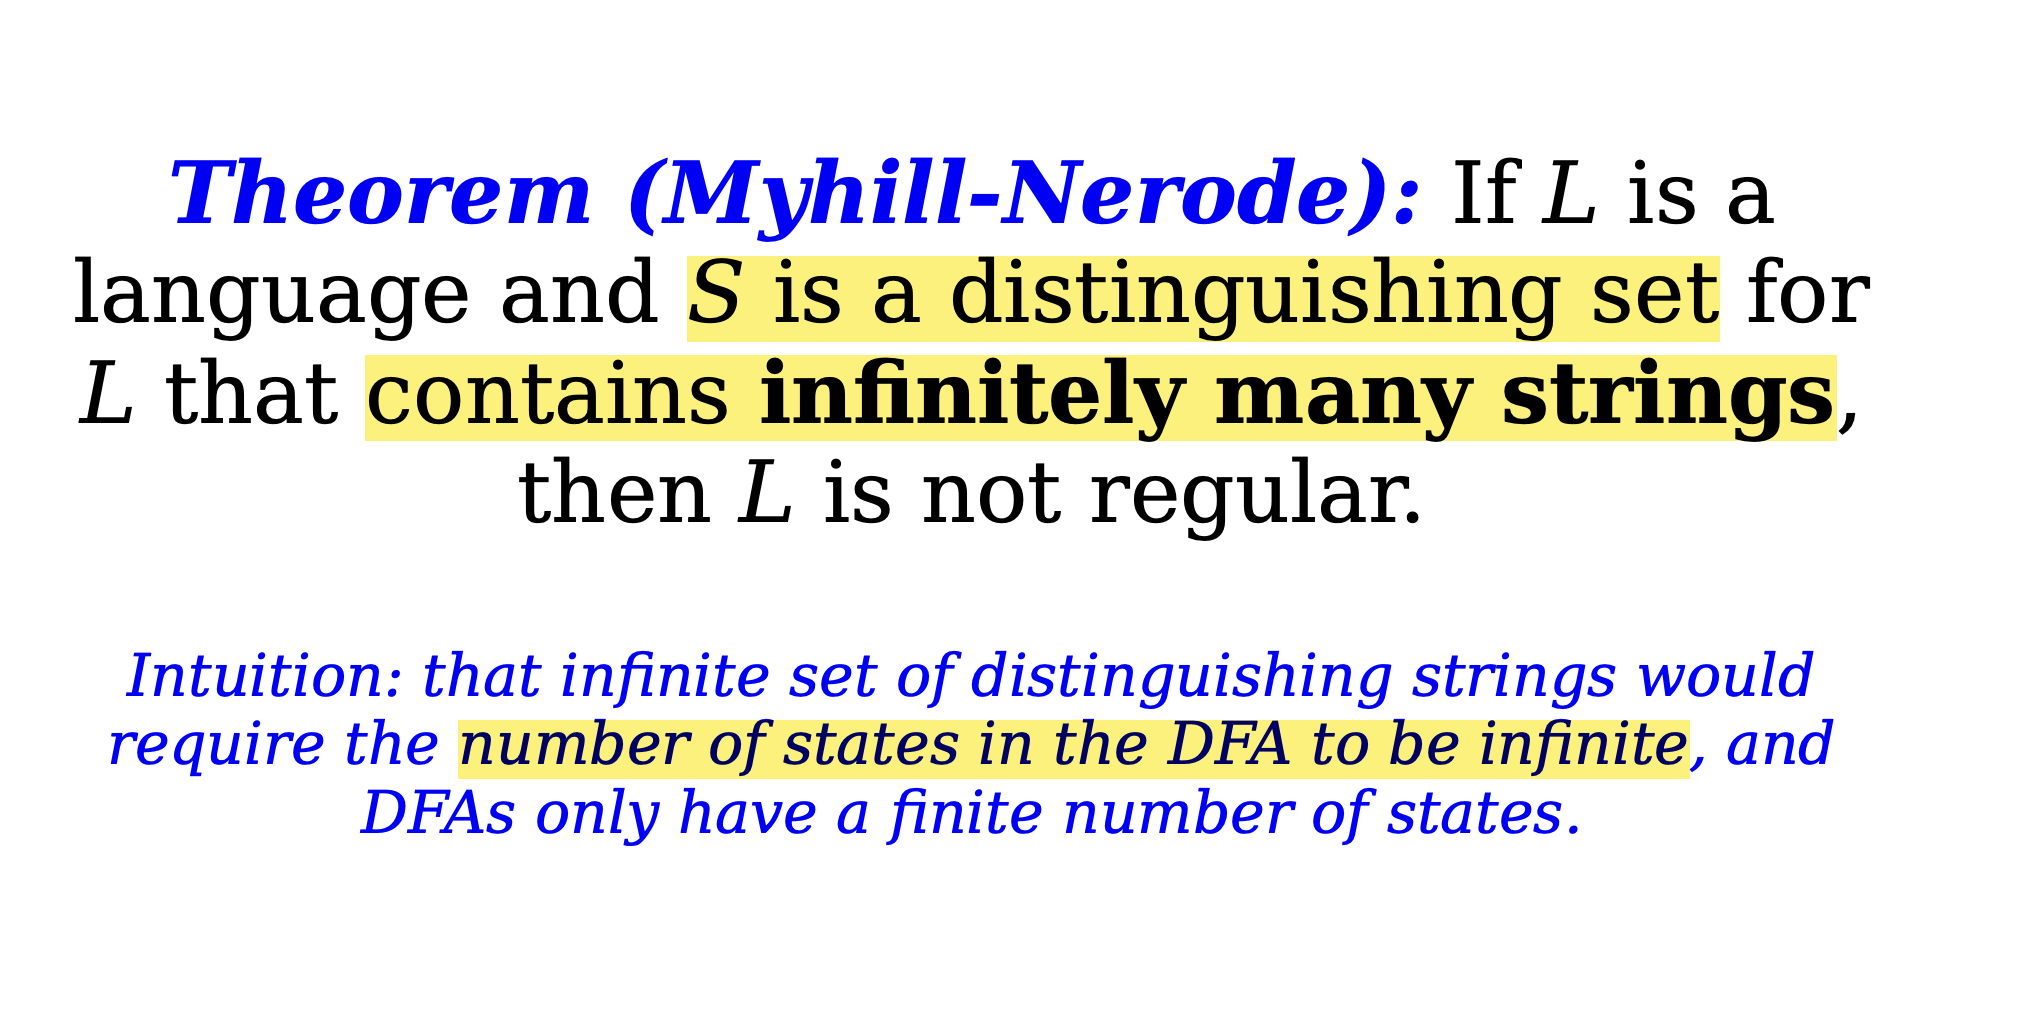 Theorem (Myhill-Nerode): If L is a
language and S is a distinguishing set for
L that contains infinitely many strings,
then L is not regular.
Intuition: that infinite set of distinguishing strings would
require the number of states in the DFA to be infinite, and
DFAs only have a finite number of states.